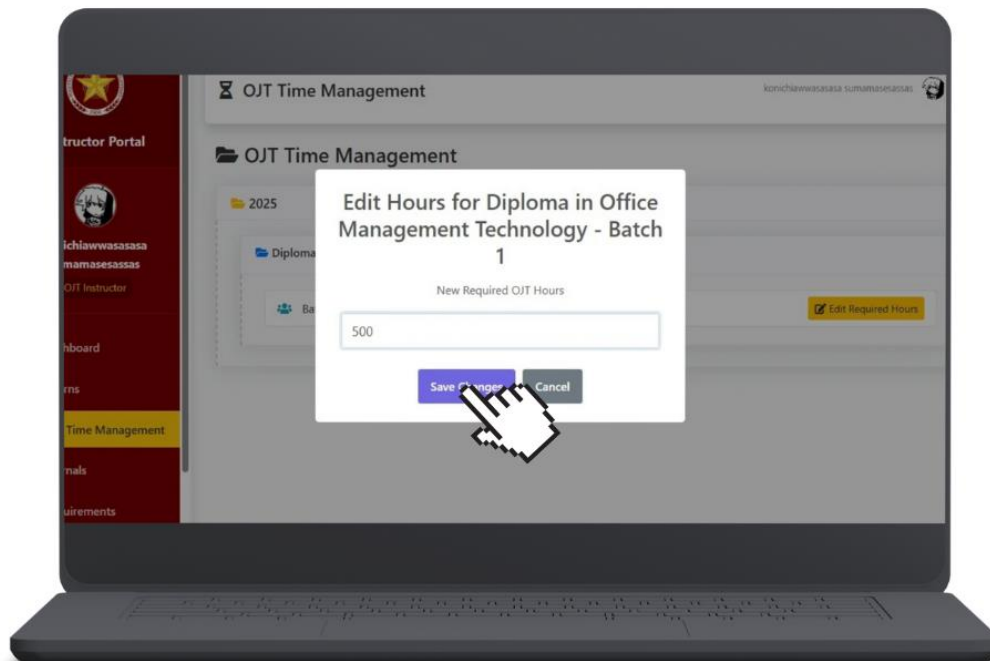 OJT Time Management
konichiawwasasasa sumamasesassas
tructor Portal
OJT Time Management
2025
Edit Hours for Diploma in Office
Management Technology - Batch
1
ichiawwasasasa
mamasesassas
OJT Instructor
Diploma
New Required OJT Hours
Ba
500
Edit Required Hours
hboard
Save Changes
Cancel
rns
Time Management
rnals
uirements